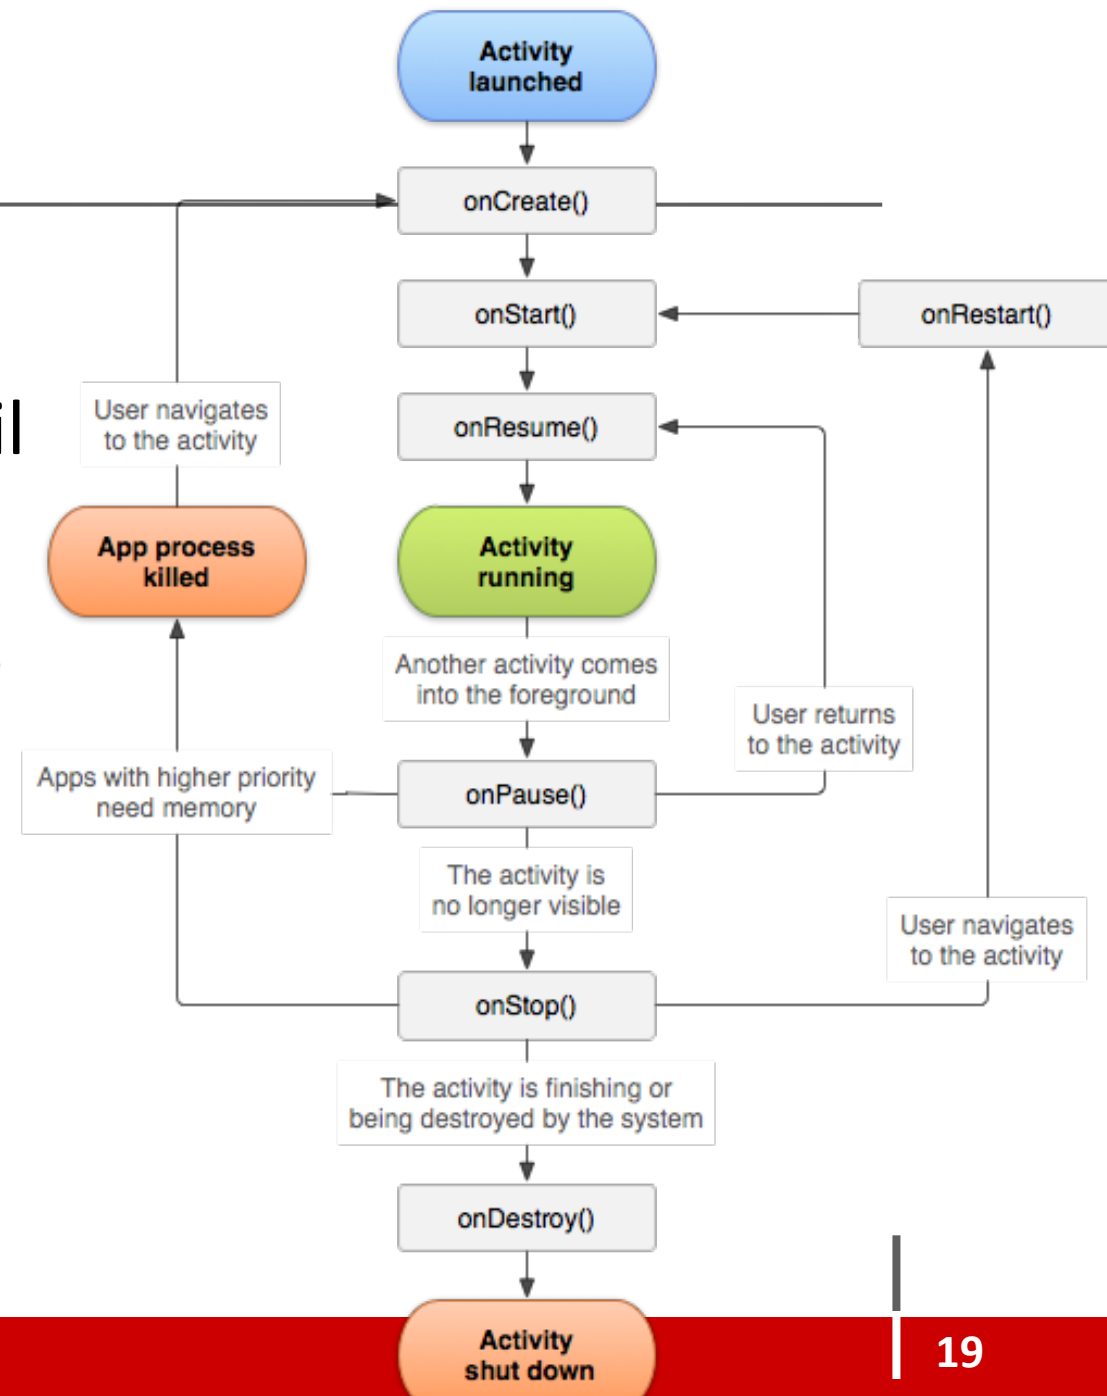 Activity
launched
onCreate()
onStart()
onRestart()
il
User navigates
to the activity
onResume()
App process
killed
Activity
running
Another activity comes
into the foreground
User returns
to the activity
Apps with higher priority
need memory
onPause()
The activity is
no longer visible
User navigates
to the activity
onStop()
The activity is finishing or
being destroyed by the system
onDestroy()
Activity
shut down
19